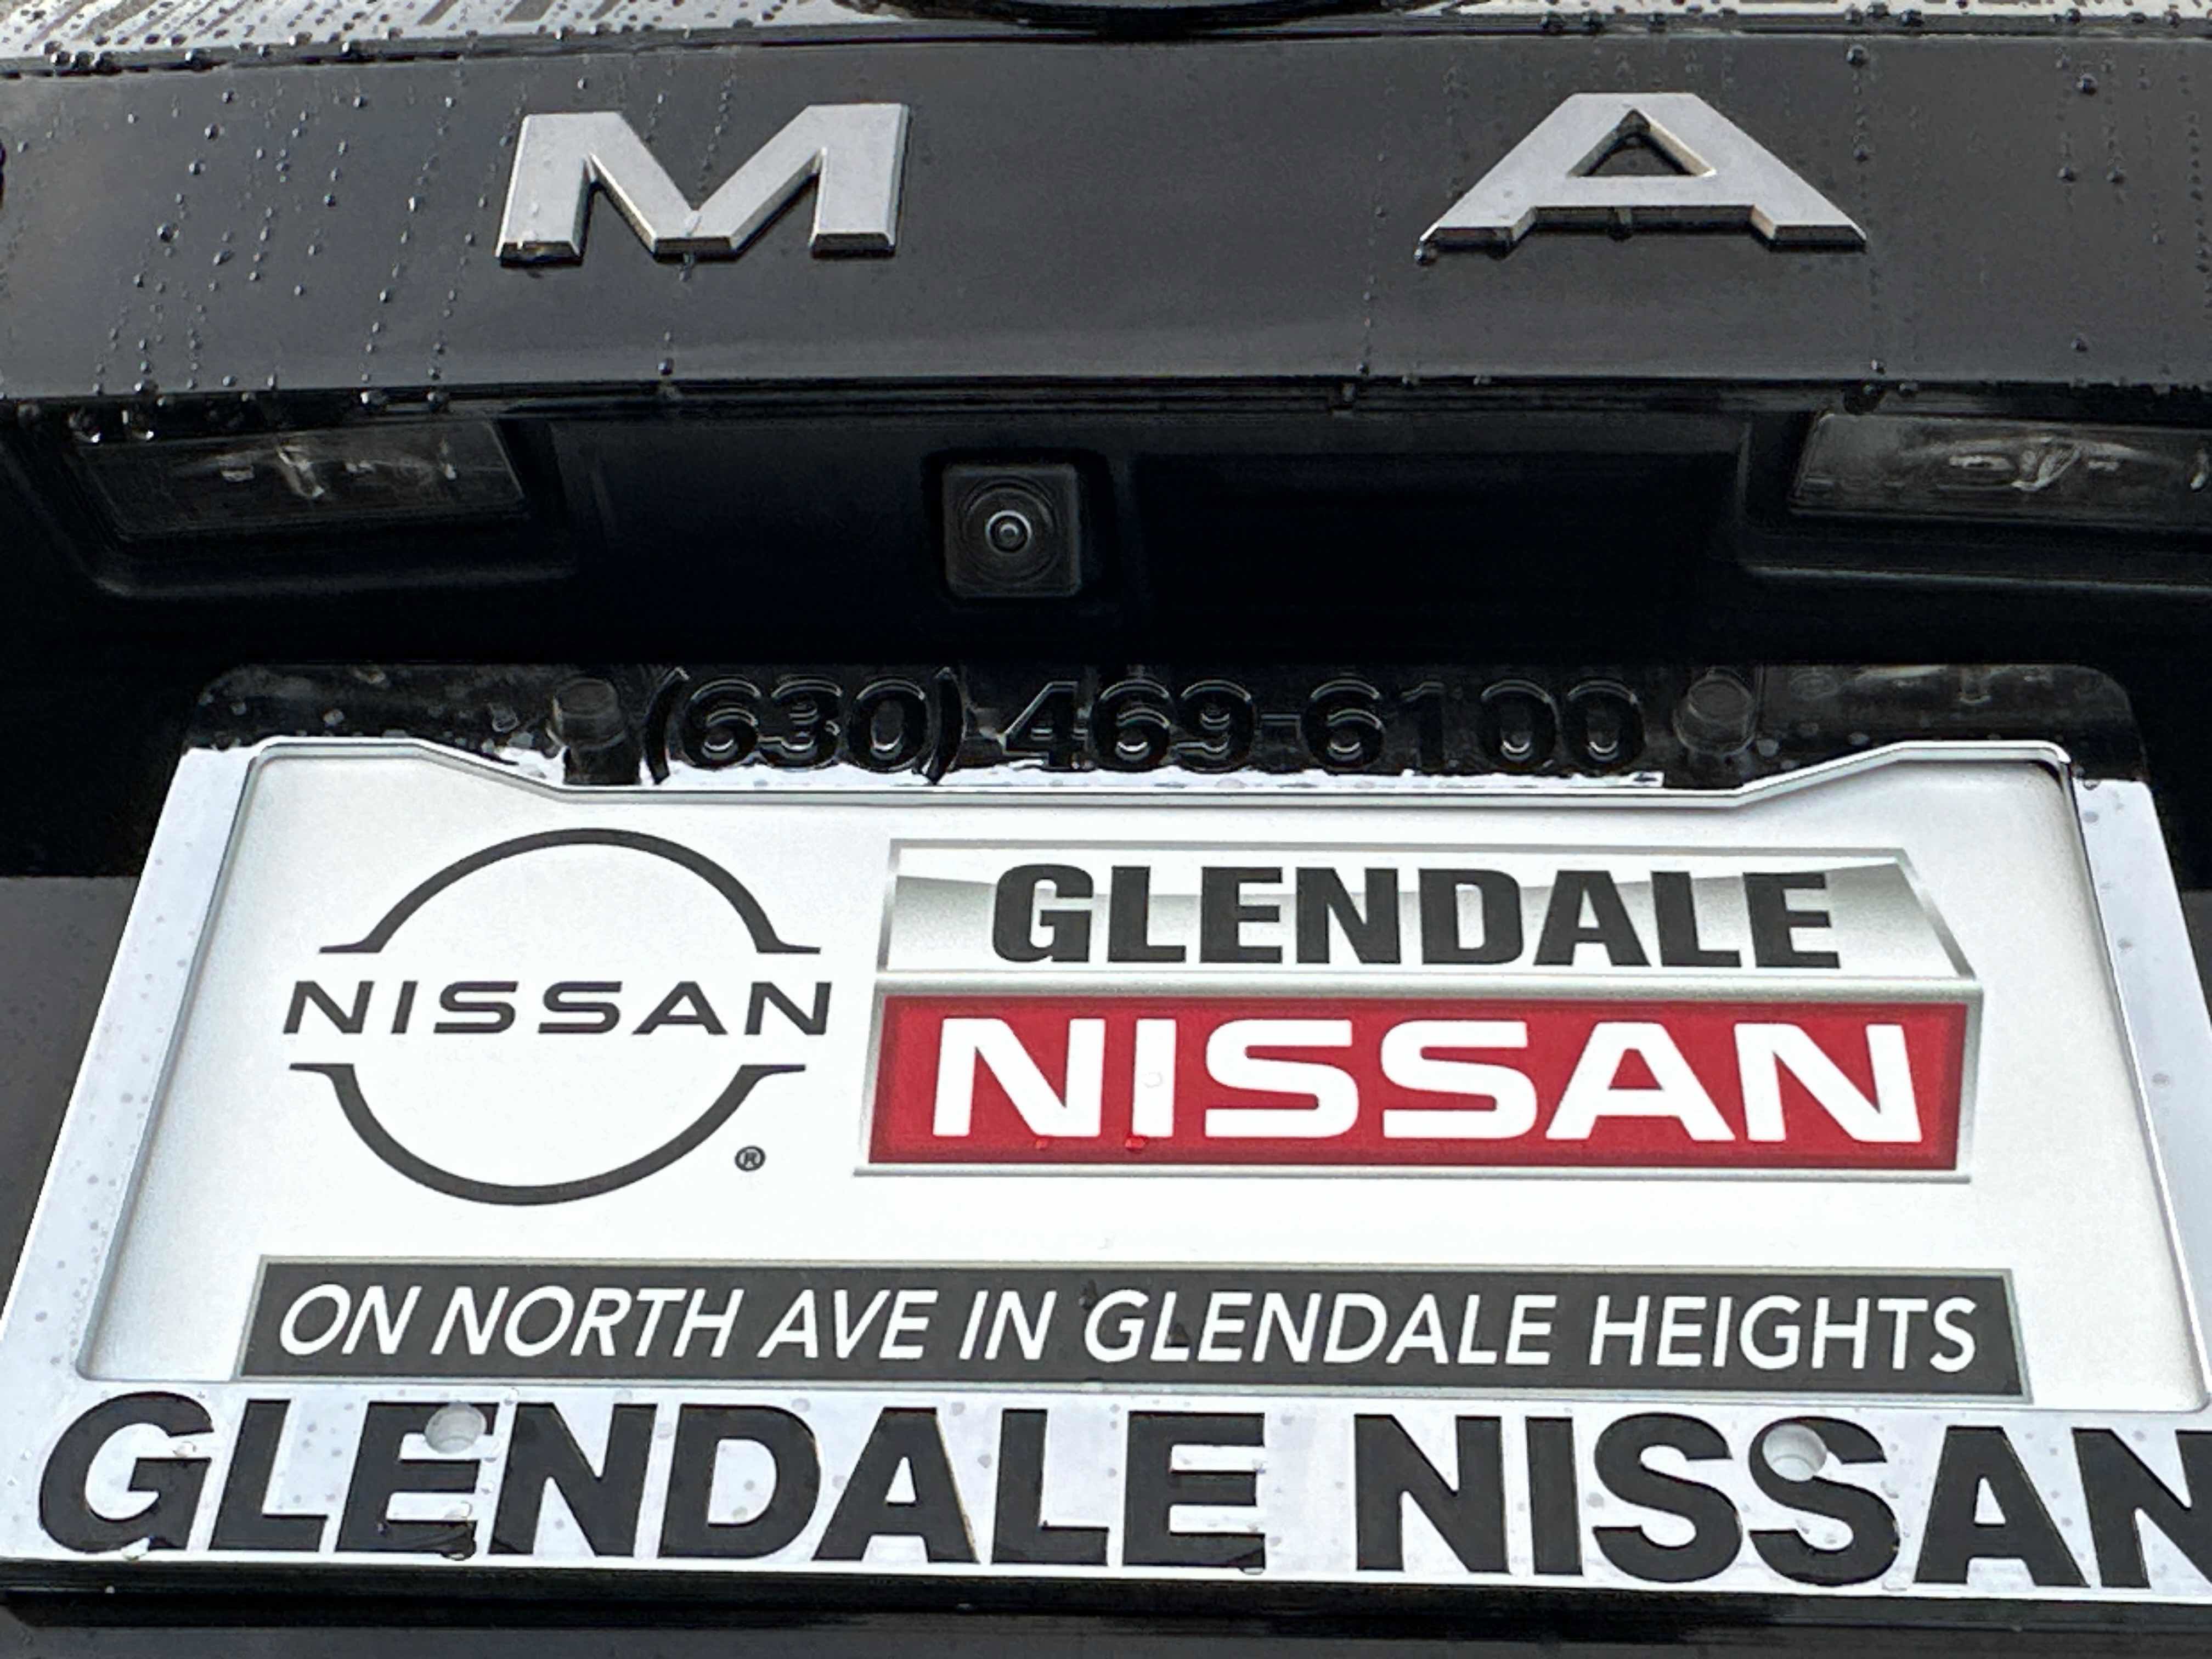 M A
(630) 469-6100
NISSAN
®
GLENDALE
NISSAN
ON NORTH AVE IN GLENDALE HEIGHTS
GLENDALE NISSAN